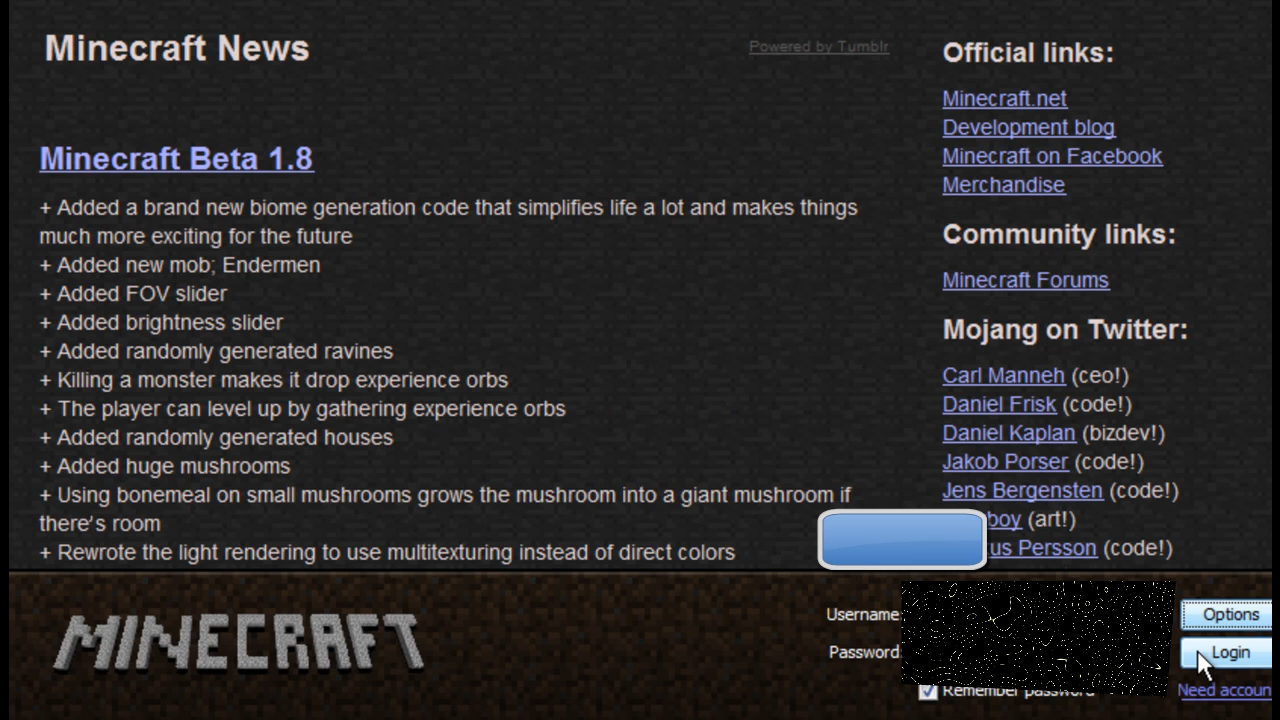 Minecraft News
Powered by Tumblr
Minecraft Beta 1.8
+ Added a brand new biome generation code that simplifies life a lot and makes things
much more exciting for the future
+ Added new mob; Endermen
+ Added FOV slider
+ Added brightness slider
+ Added randomly generated ravines
+ Killing a monster makes it drop experience orbs
+ The player can level up by gathering experience orbs
+ Added randomly generated houses
+ Added huge mushrooms
+ Using bonemeal on small mushrooms grows the mushroom into a giant mushroom if
there's room
+ Rewrote the light rendering to use multitexturing instead of direct colors
Official links:
Minecraft.net
Development blog
Minecraft on Facebook
Merchandise
Community links:
Minecraft Forums
Mojang on Twitter:
Carl Manneh (ceo!)
Daniel Frisk (code!)
Daniel Kaplan (bizdev!)
Jakob Porser (code!)
Jens Bergensten (code!)
boy (art!)
us Persson (code!)
MINECRAFT
Username:
Options
Password:
Login
Remember password
Need accoun